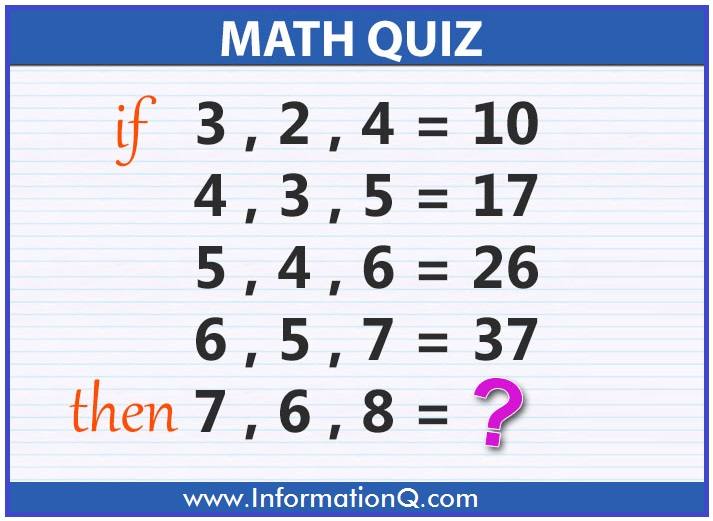 MATH QUIZ
if 3 , 2 , 4 = 10
4 , 3 , 5 = 17
5 , 4 , 6 = 26
6 , 5 , 7 = 37
then 7 , 6 , 8 = ?
www.InformationQ.com